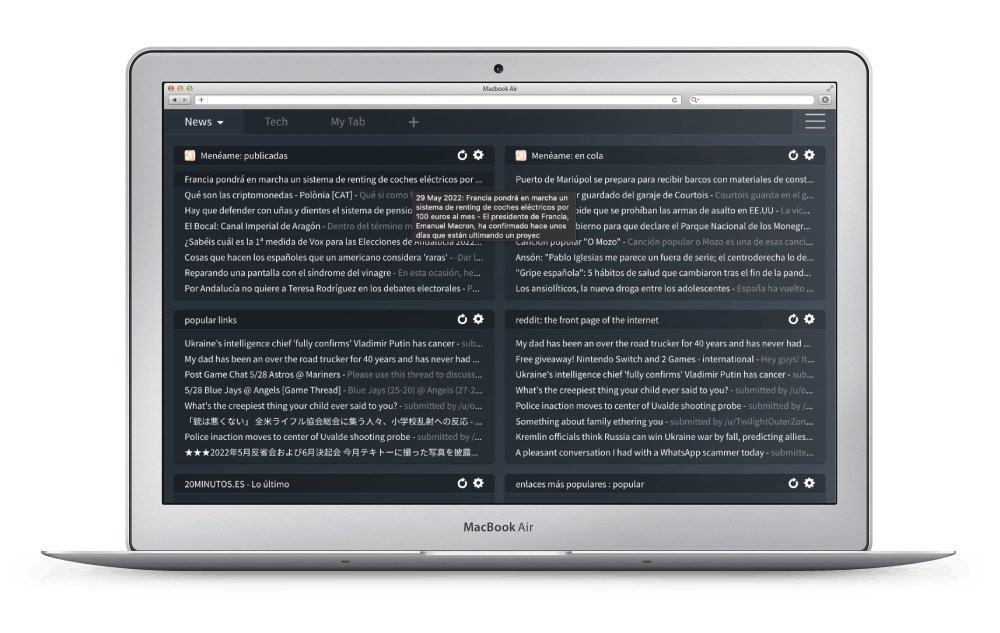 Macbook Air
News Tech My Tab +
Menéame: publicadas
Francia pondrá en marcha un sistema de renting de coches eléctricos por ...
Qué son las criptomonedas - Polònia [CAT] - Qué si como
Hay que defender con uñas y dientes el sistema de pensio
El Bocal: Canal Imperial de Aragón - Dentro del término m
¿Sabéis cuál es la 1ª medida de Vox para las Elecciones de Andalucía 2022...
Cosas que hacen los españoles que un americano considera 'raras' - -Dar l...
Reparando una pantalla con el síndrome del vinagre - En esta ocasión, he...
Por Andalucía no quiere a Teresa Rodríguez en los debates electorales - P...
29 May 2022: Francia pondrá en marcha un
sistema de renting de coches eléctricos por
100 euros al mes - El presidente de Francia,
Emanuel Macron, ha confirmado hace unos
días que están ultimando un proyec
Menéame: en cola
Puerto de Mariúpol se prepara para recibir barcos con materiales de const...
r guardado del garaje de Courtois - Courtois guarda en el g...
pide que se prohíban las armas de asalto en EE.UU - La vic...
bierno para que declare el Parque Nacional de los Monegr...
Canción popular "O Mozo" - Canción popular o Mozo es una de esas canci...
Ansón: "Pablo Iglesias me parece un fuera de serie; el centroderecha lo de...
"Gripe española": 5 hábitos de salud que cambiaron tras el fin de la pand...
Los ansiolíticos, la nueva droga entre los adolescentes - España ha vuelto ...
popular links
Ukraine's intelligence chief 'fully confirms' Vladimir Putin has cancer - sub...
My dad has been an over the road trucker for 40 years and has never had ...
Post Game Chat 5/28 Astros @ Mariners - Please use this thread to discuss...
5/28 Blue Jays @ Angels [Game Thread] - Blue Jays (25-20) @ Angels (27-2...
What's the creepiest thing your child ever said to you? - submitted by /u/o...
「銃は悪くない」 全米ライフル協会総会に集う人々、小学校乱射への反応 - ...
Police inaction moves to center of Uvalde shooting probe - submitted by /...
★★★2022年5月反省会および6月決起会 今月テキトーに撮った写真を披露...
reddit: the front page of the internet
My dad has been an over the road trucker for 40 years and has never had ...
Free giveaway! Nintendo Switch and 2 Games - international - Hey guys! It...
Ukraine's intelligence chief 'fully confirms' Vladimir Putin has cancer - sub...
What's the creepiest thing your child ever said to you? - submitted by /u/o...
Police inaction moves to center of Uvalde shooting probe - submitted by /...
Something about family ethering you - submitted by /u/TwilightOuterZon...
Kremlin officials think Russia can win Ukraine war by fall, predicting allies...
A pleasant conversation I had with a WhatsApp scammer today - submitte...
20MINUTOS.ES - Lo último
enlaces más populares : popular
MacBook Air